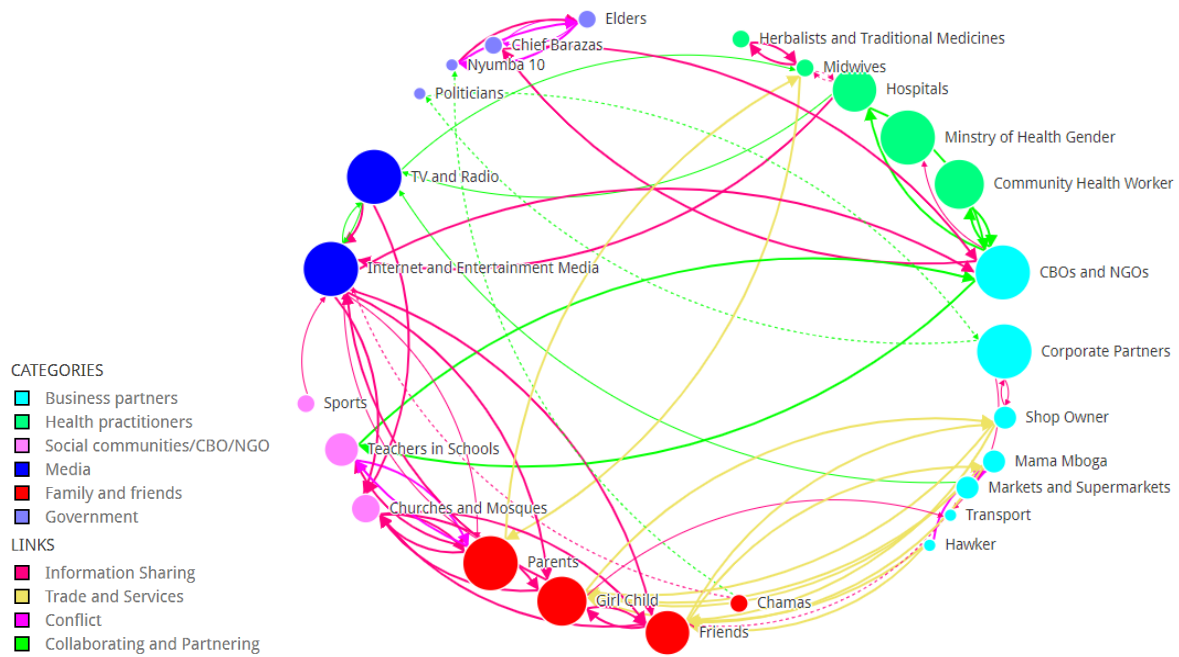 Elders
Chief Barazas
Nyumba 10
Politicians
Herbalists and Traditional Medicines
Midwives
Hospitals
Minstry of Health Gender
Community Health Worker
TV and Radio
Internet and Entertainment Media
CBOs and NGOs
Corporate Partners
Sports
Shop Owner
Teachers in Schools
Mama Mboga
Markets and Supermarkets
Churches and Mosques
Transport
Hawker
Parents
Girl Child
Chamas
Friends
CATEGORIES
Business partners
Health practitioners
Social communities/CBO/NGO
Media
Family and friends
Government
LINKS
Information Sharing
Trade and Services
Conflict
Collaborating and Partnering